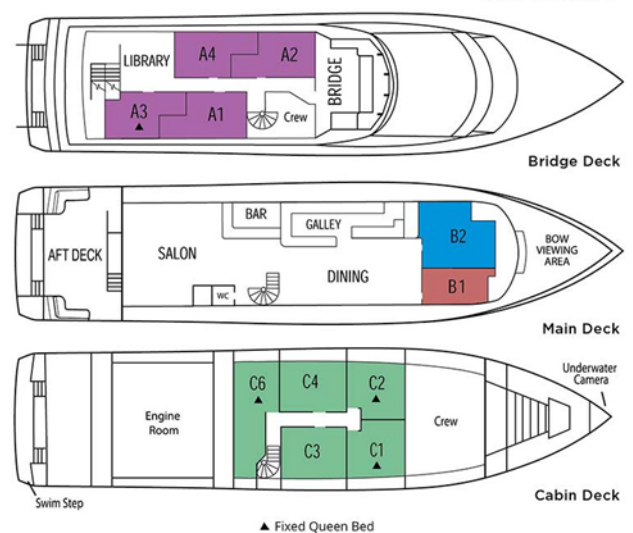 LIBRARY
A4
A2
A3
▲
A1
Crew
BRIDGE
Bridge Deck
AFT DECK
SALON
BAR
GALLEY
WC
DINING
B2
B1
BOW
VIEWING
AREA
Main Deck
Engine
Room
C6
▲
C4
C2
▲
C3
C1
▲
Crew
Underwater
Camera
Swim Step
Cabin Deck
▲ Fixed Queen Bed